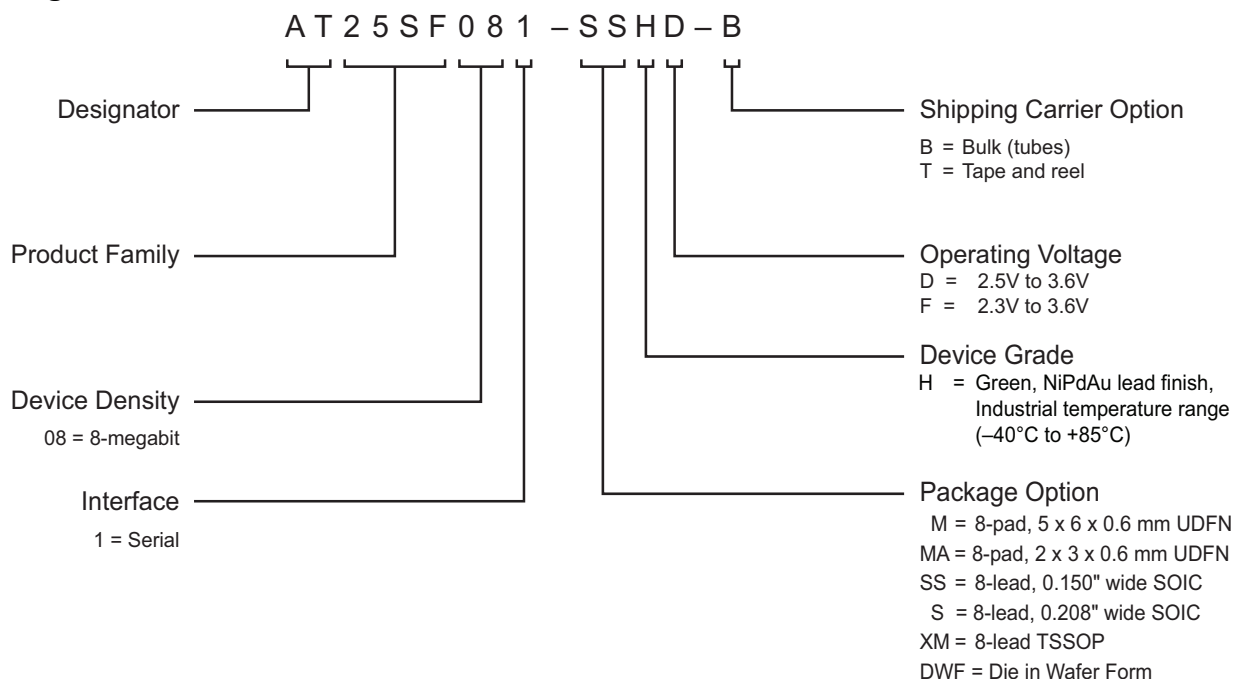 AT25SF081–SSHD–B
Designator
Product Family
Device Density
08 = 8-megabit
Interface
1 = Serial
Shipping Carrier Option
B = Bulk (tubes)
T = Tape and reel
Operating Voltage
D = 2.5V to 3.6V
F = 2.3V to 3.6V
Device Grade
H = Green, NiPdAu lead finish,
Industrial temperature range
(–40°C to +85°C)
Package Option
M = 8-pad, 5 x 6 x 0.6 mm UDFN
MA = 8-pad, 2 x 3 x 0.6 mm UDFN
SS = 8-lead, 0.150" wide SOIC
S = 8-lead, 0.208" wide SOIC
XM = 8-lead TSSOP
DWF = Die in Wafer Form